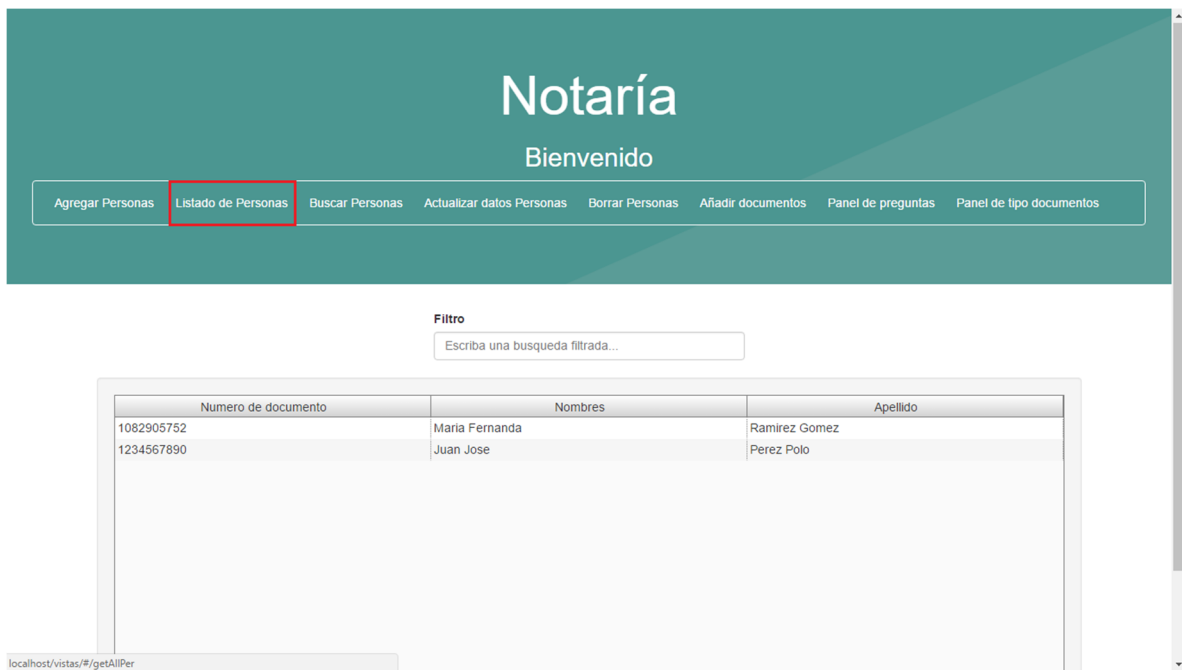 Notaría
Bienvenido
Agregar Personas Listado de Personas Buscar Personas Actualizar datos Personas Borrar Personas Añadir documentos Panel de preguntas Panel de tipo documentos
Filtro
Escriba una busqueda filtrada...
Numero de documento Nombres Apellido
1082905752 Maria Fernanda Ramirez Gomez
1234567890 Juan Jose Perez Polo
localhost/vistas/#/getAllPer